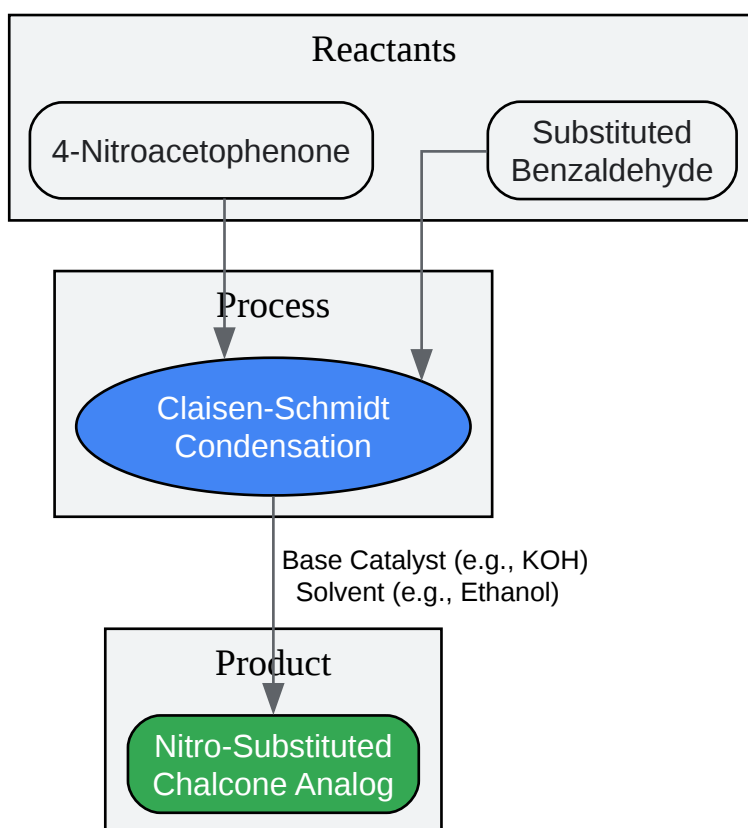 Reactants
4-Nitroacetophenone
Substituted
Benzaldehyde
Process
Claisen-Schmidt
Condensation
Base Catalyst (e.g., KOH)
Solvent (e.g., Ethanol)
Product
Nitro-Substituted
Chalcone Analog